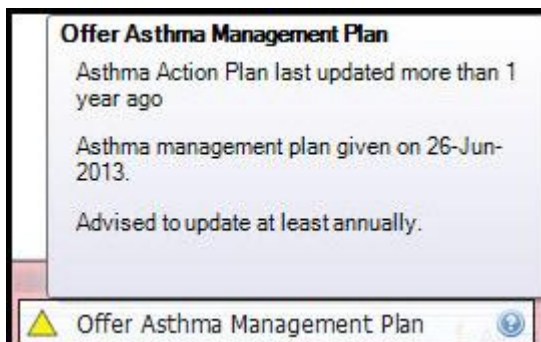 Offer Asthma Management Plan
Asthma Action Plan last updated more than 1
year ago
Asthma management plan given on 26-Jun-
2013.
Advised to update at least annually.
Offer Asthma Management Plan